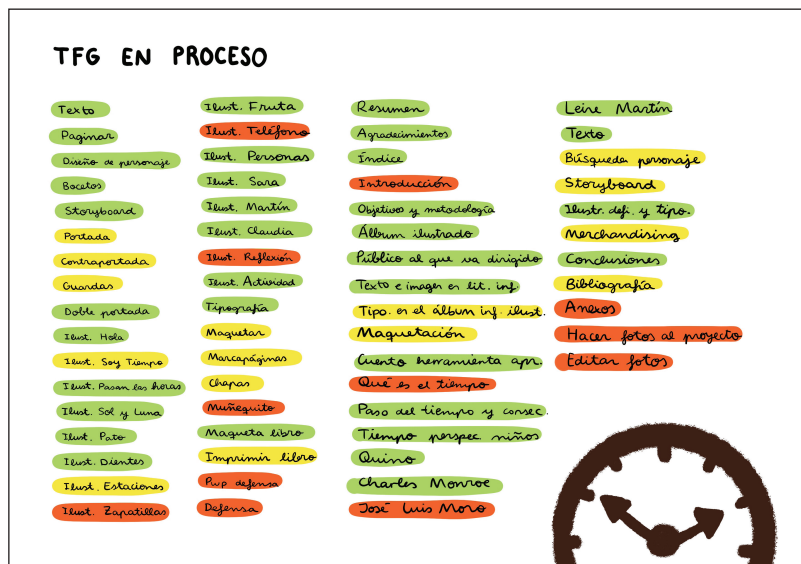 TFG EN PROCESO
Texto
Paginar
Diseño de personaje
Bocetos
Storyboard
Portada
Contraportada
Guardas
Doble portada
Ilust. Hola
Ilust. Soy Tiempo
Ilust. Pasan las horas
Ilust. Sol y Luna
Ilust. Pato
Ilust. Dientes
Ilust. Estaciones
Ilust. Zapatillas
Ilust. Fruta
Ilust. Teléfono
Ilust. Personas
Ilust. Sara
Ilust. Martín
Ilust. Claudia
Ilust. Reflexión
Ilust. Actividad
Tipografía
Maquetar
Marcapáginas
Chapas
Muñequito
Maqueta libro
Imprimir libro
Pwp defensa
Defensa
Resumen
Agradecimientos
Índice
Introducción
Objetivos y metodología
Álbum ilustrado
Público al que va dirigido
Texto e imagen en lit. inf.
Tipo. en el álbum inf. ilust.
Maquetación
Cuento herramienta apr.
Qué es el tiempo
Paso del tiempo y consec.
Tiempo perspec. niños
Quino
Charles Monroe
José Luis Moro
Leire Martín
Texto
Búsqueda personaje
Storyboard
Ilustr. defi. y tipo.
Merchandising
Conclusiones
Bibliografía
Anexos
Hacer fotos al proyecto
Editar fotos